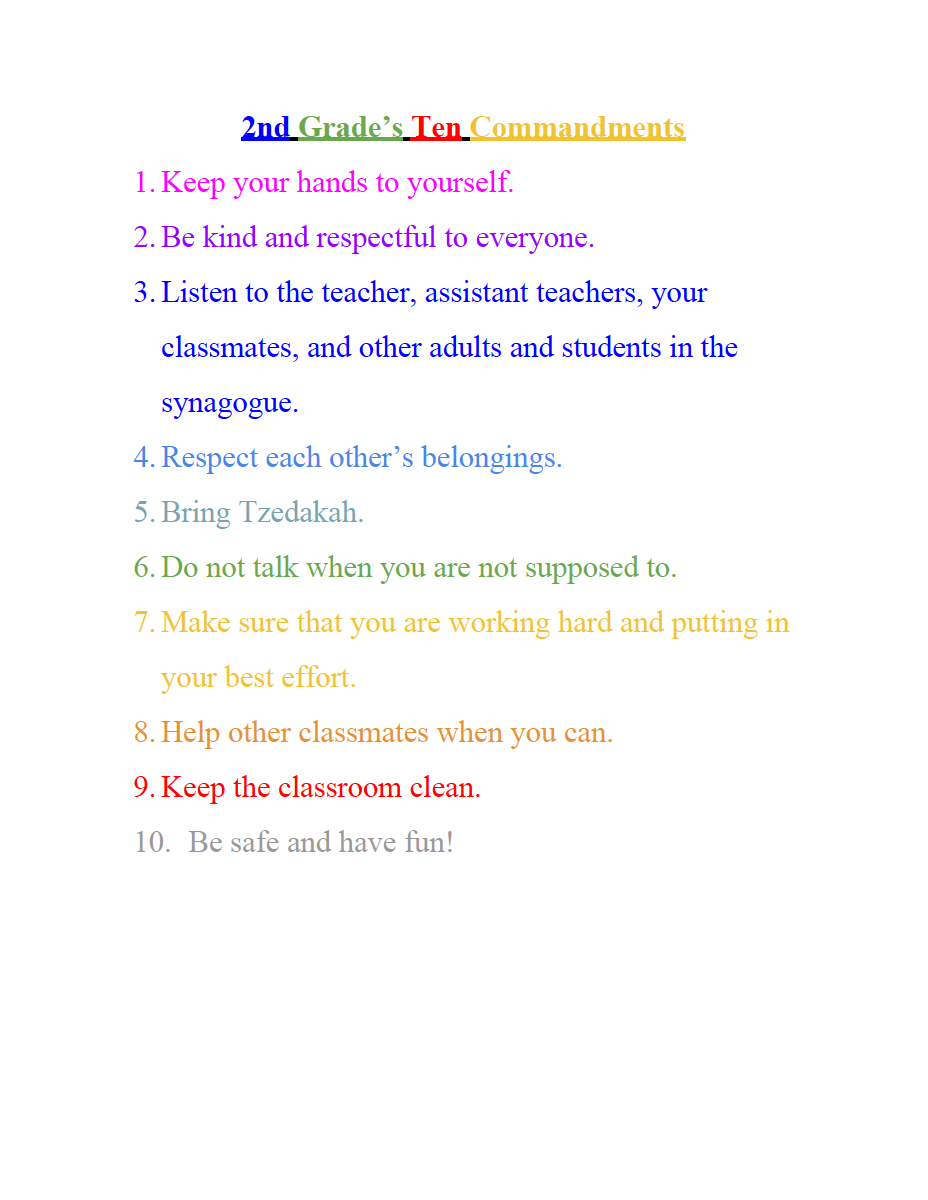 2nd Grade’s Ten Commandments
1. Keep your hands to yourself.
2. Be kind and respectful to everyone.
3. Listen to the teacher, assistant teachers, your
classmates, and other adults and students in the
synagogue.
4. Respect each other’s belongings.
5. Bring Tzedakah.
6. Do not talk when you are not supposed to.
7. Make sure that you are working hard and putting in
your best effort.
8. Help other classmates when you can.
9. Keep the classroom clean.
10. Be safe and have fun!